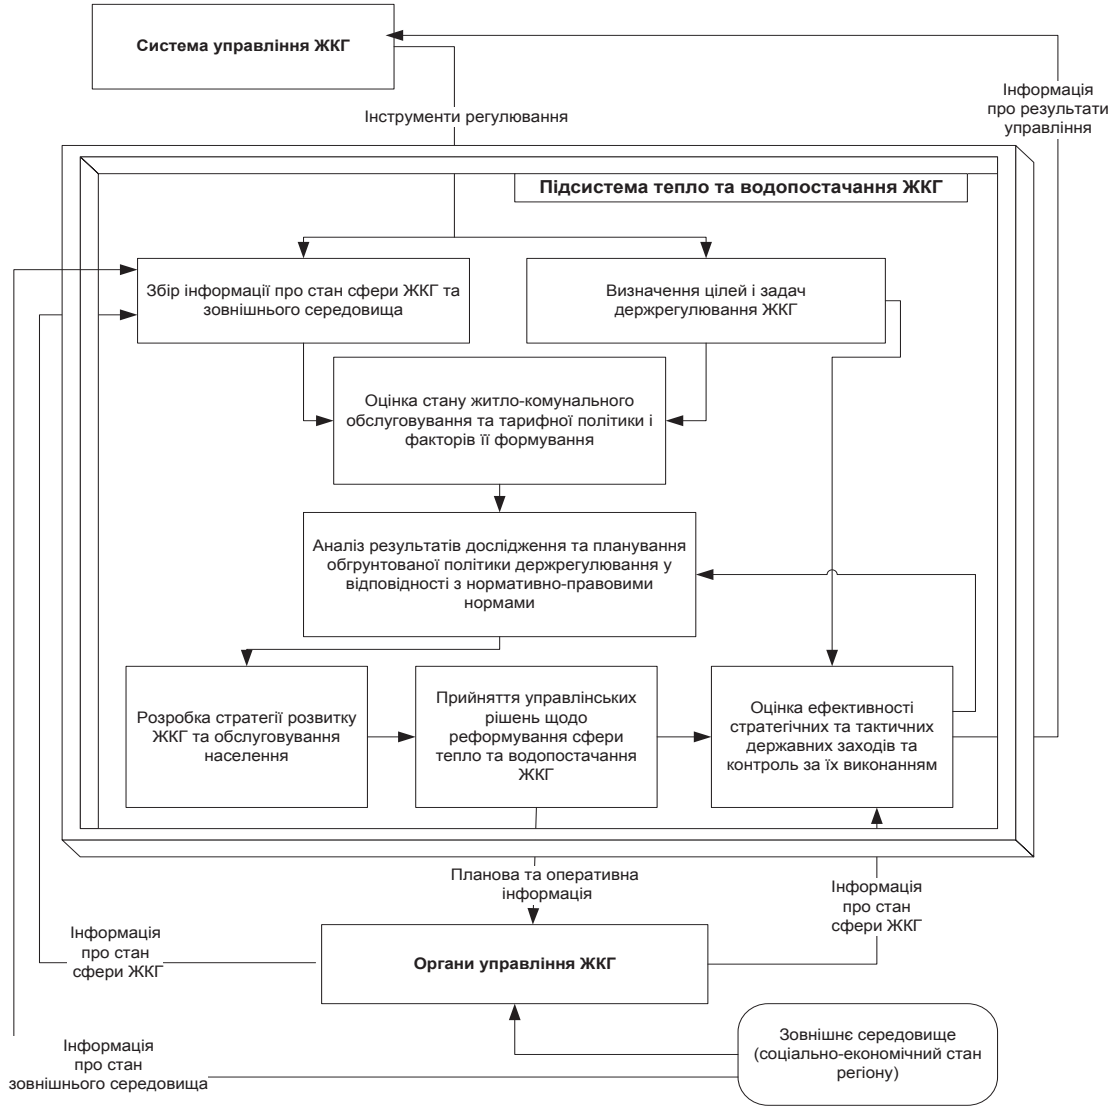 Система управління ЖКГ
Інформація
про результати
управління
Інструменти регулювання
Підсистема тепло та водопостачання ЖКГ
Збір інформації про стан сфери ЖКГ та
зовнішнього середовища
Визначення цілей і задач
держрегулювання ЖКГ
Оцінка стану житло-комунального
обслуговування та тарифної політики і
факторів її формування
Аналіз результатів дослідження та планування
обгрунтованої політики держрегулювання у
відповідності з нормативно-правовими
нормами
Розробка стратегії розвитку
ЖКГ та обслуговування
населення
Прийняття управлінських
рішень щодо
реформування сфери
тепло та водопостачання
ЖКГ
Оцінка ефективності
стратегічних та тактичних
державних заходів та
контроль за їх виконанням
Планова та оперативна
інформація
Інформація
про стан
сфери ЖКГ
Інформація
про стан
сфери ЖКГ
Органи управління ЖКГ
Зовнішнє середовище
(соціально-економічний стан
регіону)
Інформація
про стан
зовнішнього середовища